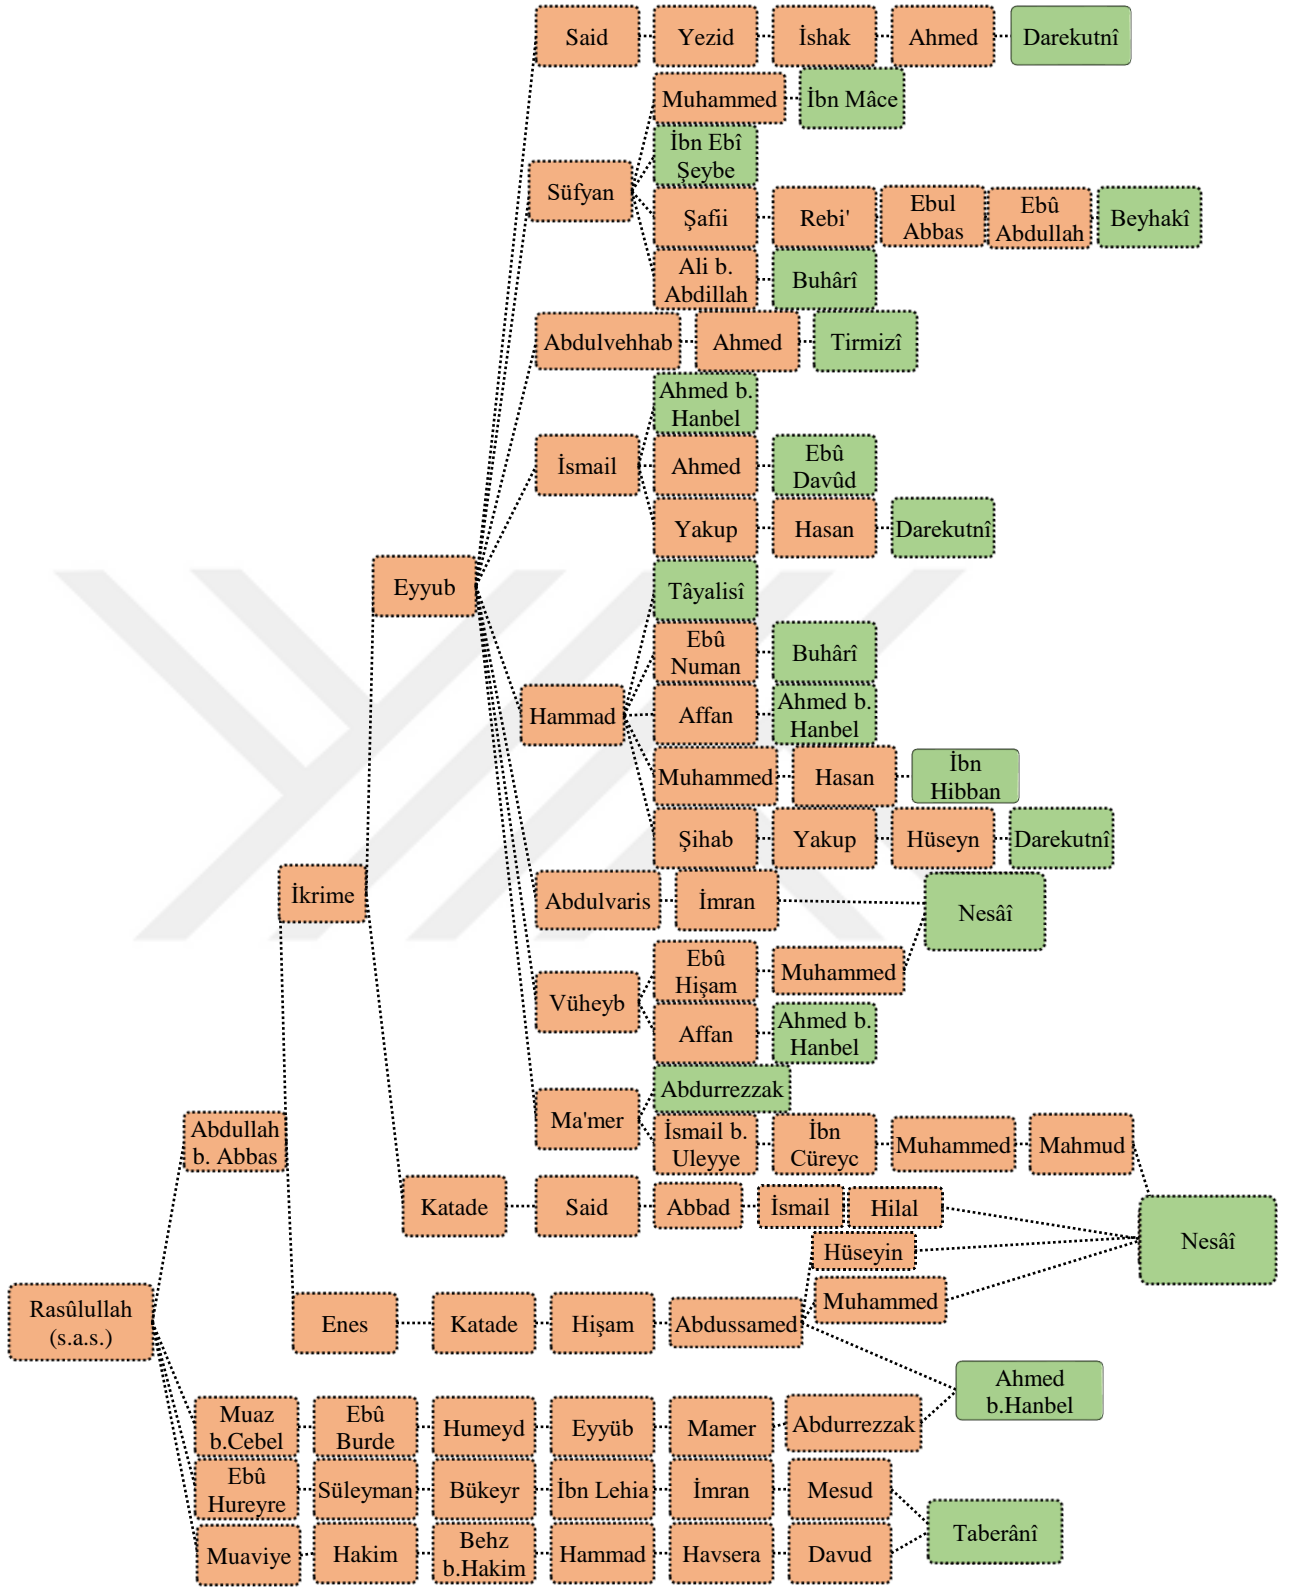 Said
Yezid
İshak
Ahmed
Darekutnî
Muhammed
İbn Mâce
İbn Ebî
Şeybe
Süfyan
Şafii
Rebi'
Ebul
Abbas
Ebû
Abdullah
Beyhakî
Ali b.
Abdillah
Buhârî
Abdulvehhab
Ahmed
Tirmizî
Ahmed b.
Hanbel
İsmail
Ahmed
Ebû
Davûd
Yakup
Hasan
Darekutnî
Eyyub
Tâyalisî
Ebû
Numan
Buhârî
Hammad
Affan
Ahmed b.
Hanbel
Muhammed
Hasan
İbn
Hibban
Şihab
Yakup
Hüseyn
Darekutnî
İkrime
Abdulvaris
İmran
Nesâî
Vüheyb
Ebû
Hişam
Muhammed
Affan
Ahmed b.
Hanbel
Ma'mer
Abdurrezzak
İsmail b.
Uleyye
İbn
Cüreyc
Muhammed
Mahmud
Abdullah
b. Abbas
Katade
Said
Abbad
İsmail
Hilal
Nesâî
Hüseyin
Rasûlullah
(s.a.s.)
Enes
Katade
Hişam
Abdussamed
Muhammed
Ahmed
b.Hanbel
Muaz
b.Cebel
Ebû
Burde
Humeyd
Eyyüb
Mamer
Abdurrezzak
Ebû
Hureyre
Süleyman
Bükeyr
İbn Lehia
İmran
Mesud
Taberânî
Muaviye
Hakim
Behz
b.Hakim
Hammad
Havsera
Davud